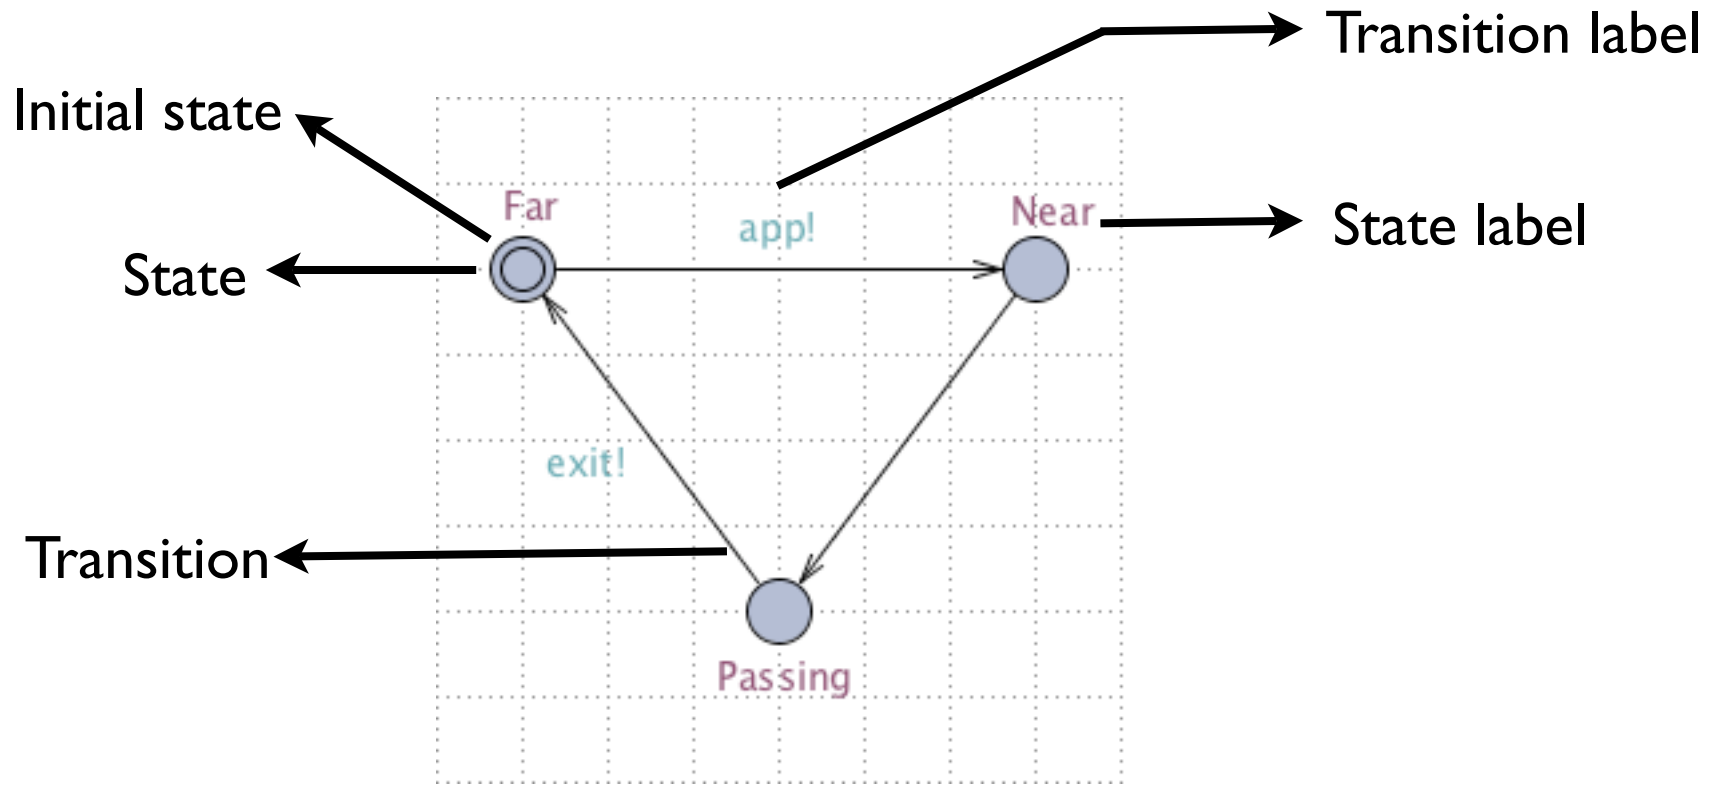 Transition label
Initial state
Far
app!
Near
State label
State
exit!
Transition
Passing